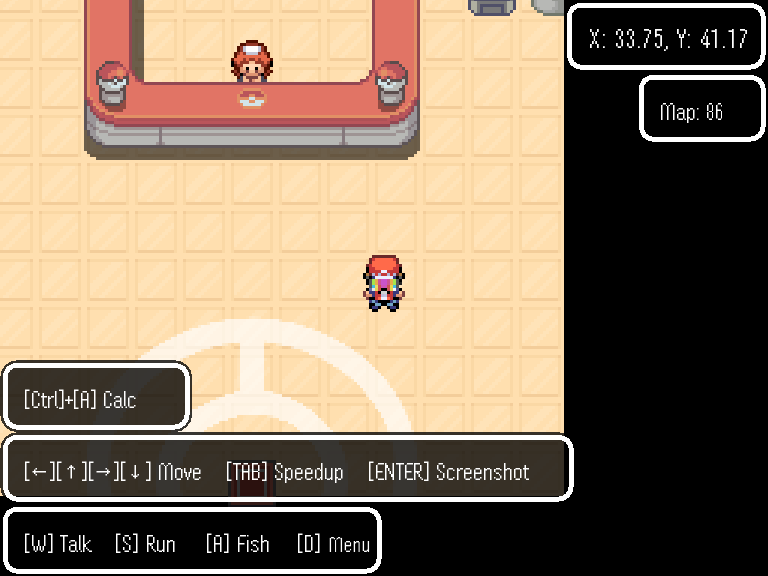 X: 33.75, Y: 41.17
Map: 86
[Ctrl]+[A] Calc
[←][↑][→][↓] Move [TAB] Speedup [ENTER] Screenshot
[W] Talk [S] Run [A] Fish [D] Menu